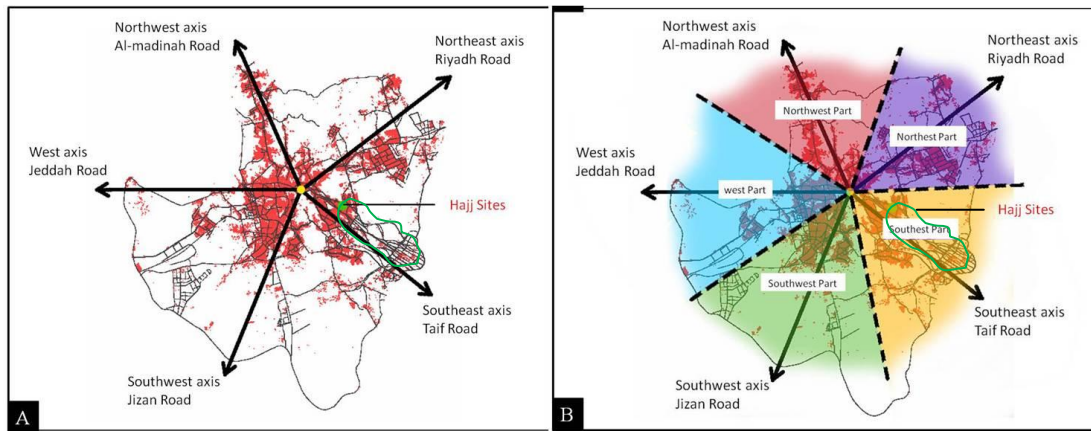 Northwest axis
Al-madinah Road
Northeast axis
Riyadh Road
West axis
Jeddah Road
Hajj Sites
Southeast axis
Taif Road
Southwest axis
Jizan Road
A
Northwest axis
Al-madinah Road
Northeast axis
Riyadh Road
Northwest Part
Northest Part
West axis
Jeddah Road
west Part
Hajj Sites
Southest Part
Southwest Part
Southeast axis
Taif Road
Southwest axis
Jizan Road
B